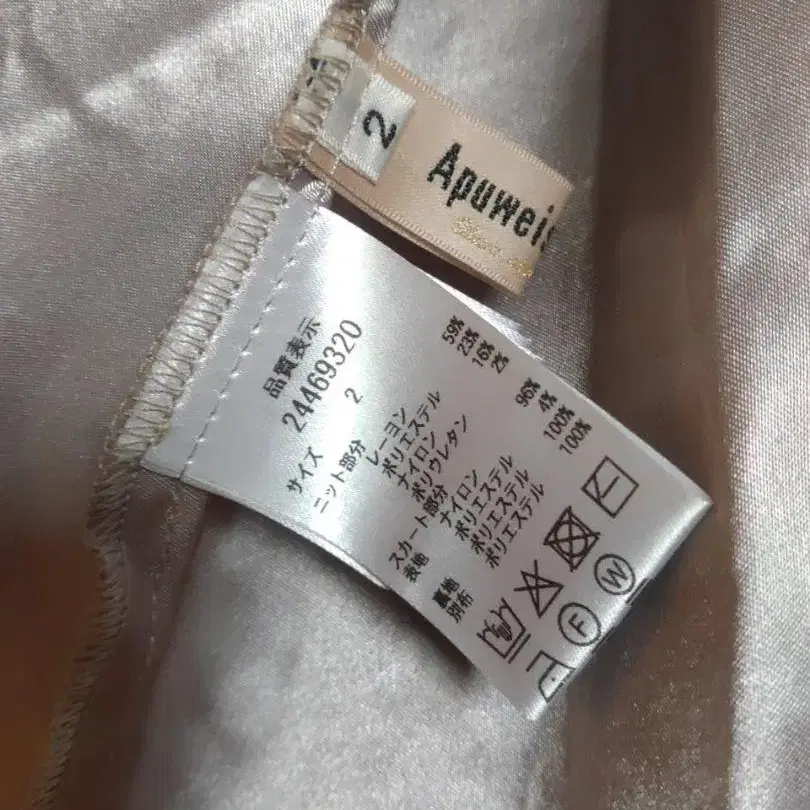 2
Apuweis
品質表示
24469320
サイズ 2
ニット部分
レーヨン 59%
ポリエステル 23%
ナイロン 16%
ポリウレタン 2%
スカート部分
表地 ナイロン 96%
ポリエステル 4%
裏地 ポリエステル 100%
別布 ポリエステル 100%
F
W